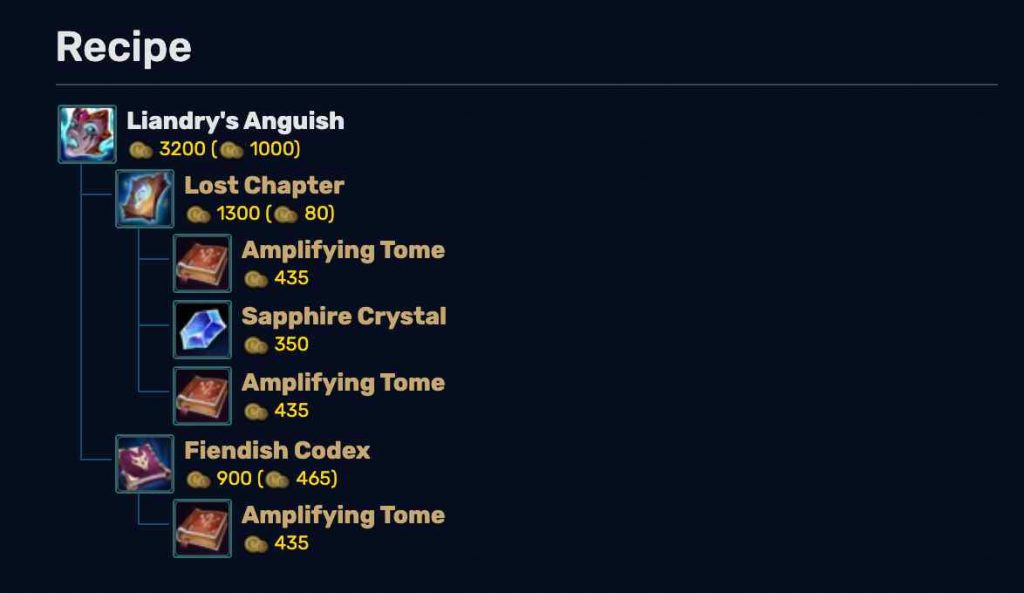 Recipe
Liandry's Anguish
3200 ( 1000)
Lost Chapter
1300 ( 80)
Amplifying Tome
435
Sapphire Crystal
350
Amplifying Tome
435
Fiendish Codex
900 ( 465)
Amplifying Tome
435